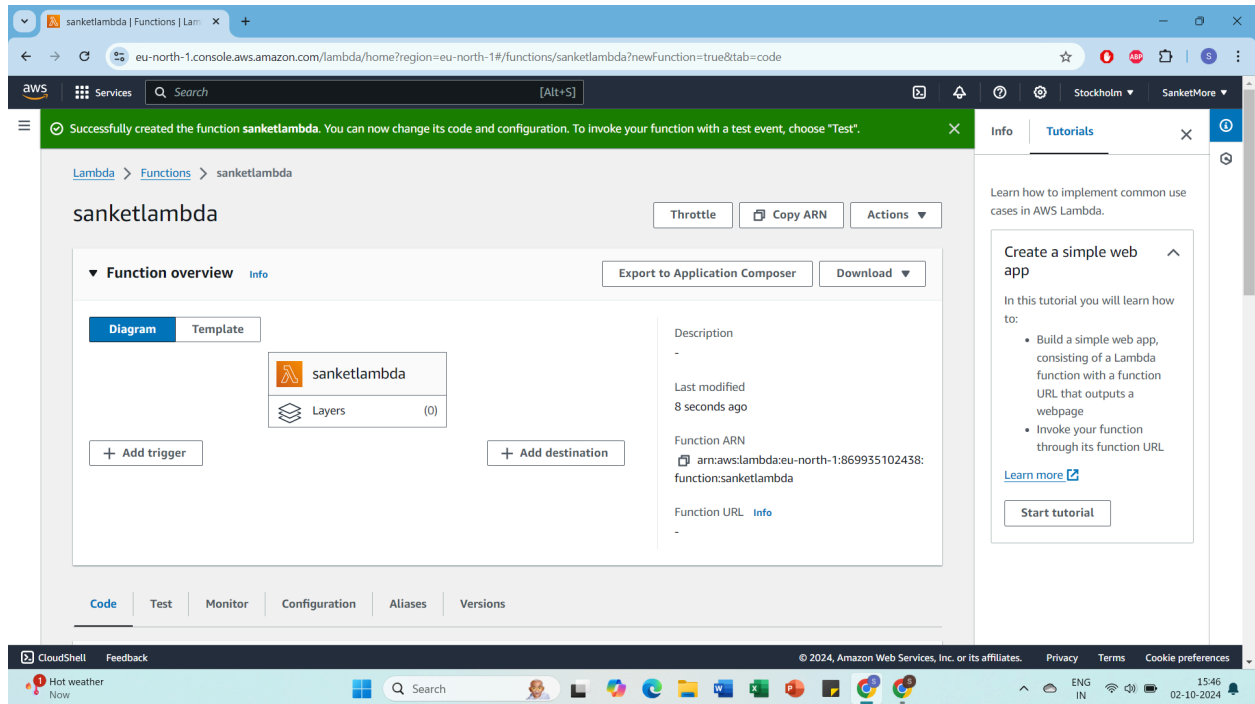 sanketlambda | Functions | Lam
eu-north-1.console.aws.amazon.com/lambda/home?region=eu-north-1#/functions/sanketlambda?newFunction=true&tab=code
ABP
S
aws
Services
Search
[Alt+S]
Stockholm ▼
SanketMore ▼
Successfully created the function sanketlambda. You can now change its code and configuration. To invoke your function with a test event, choose "Test".
Info
Tutorials
Lambda > Functions > sanketlambda
sanketlambda
Throttle
Copy ARN
Actions ▼
Function overview Info
Export to Application Composer
Download ▼
Diagram
Template
sanketlambda
Layers (0)
+ Add trigger
+ Add destination
Description
-
Last modified
8 seconds ago
Function ARN
arn:aws:lambda:eu-north-1:869935102438:
function:sanketlambda
Function URL Info
-
Learn how to implement common use
cases in AWS Lambda.
Create a simple web
app
In this tutorial you will learn how
to:
• Build a simple web app,
consisting of a Lambda
function with a function
URL that outputs a
webpage
• Invoke your function
through its function URL
Learn more
Start tutorial
Code
Test
Monitor
Configuration
Aliases
Versions
CloudShell
Feedback
© 2024, Amazon Web Services, Inc. or its affiliates.
Privacy
Terms
Cookie preferences
1
Hot weather
Now
Search
S
S
ENG
IN
15:46
02-10-2024